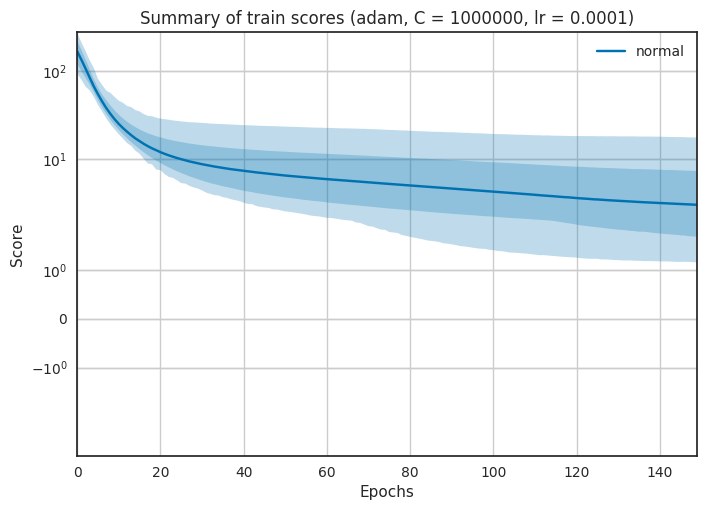 Summary of train scores (adam, C = 1000000, lr = 0.0001)
normal
10²
10¹
10⁰
0
−10⁰
Score
0 20 40 60 80 100 120 140
Epochs